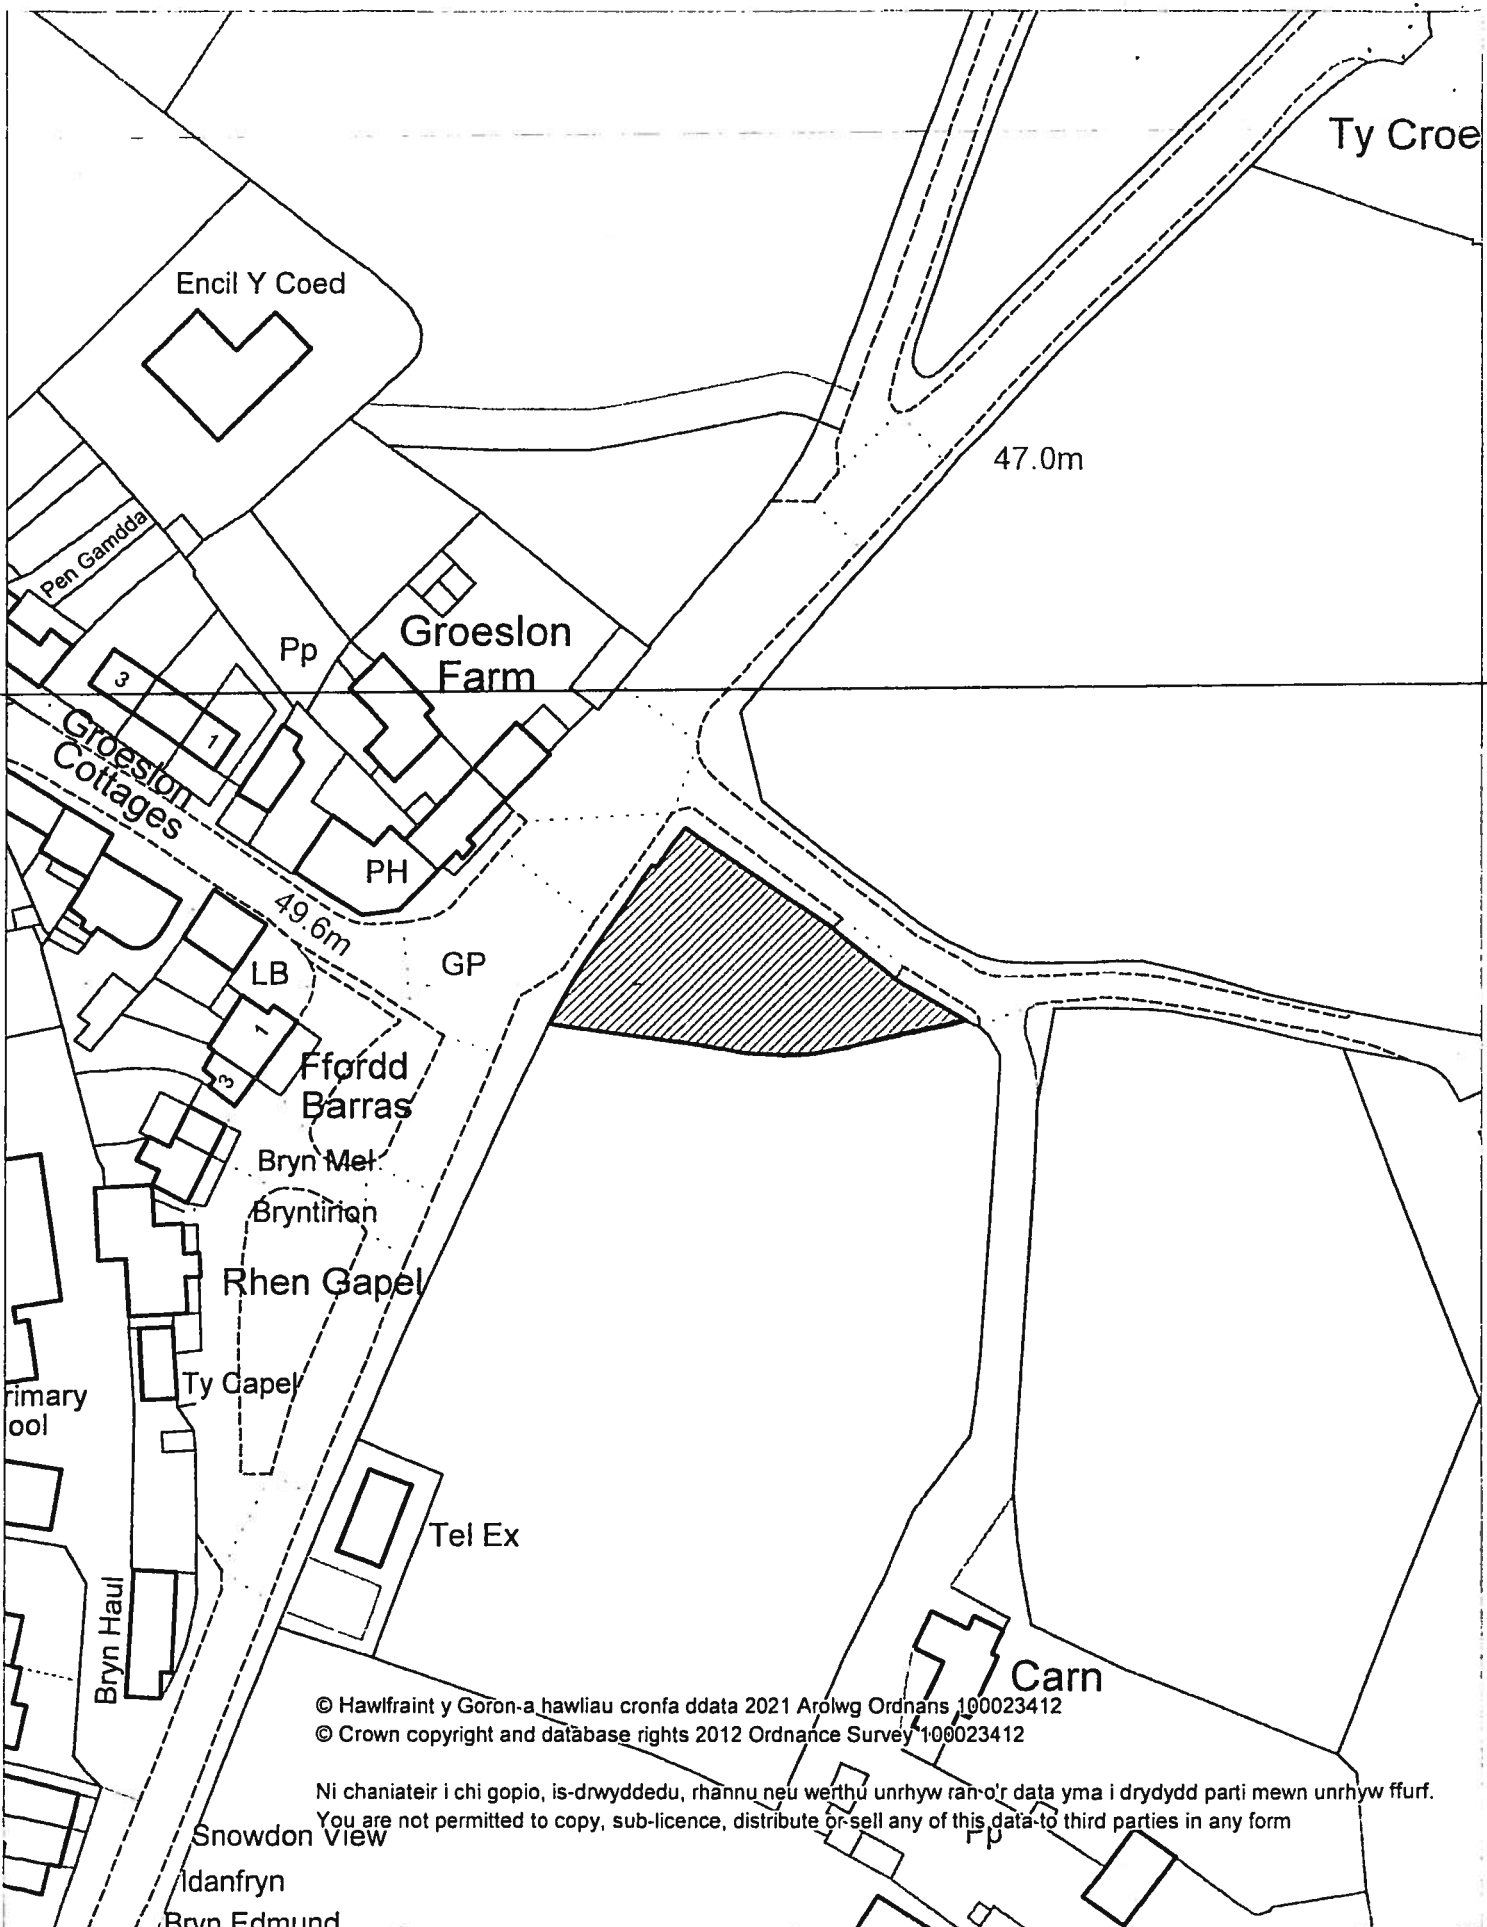 Ty Croe
Encil Y Coed
47.0m
Pen Gamdda
Groeslon
Farm
Pp
3
1
Groeslon
Cottages
PH
49.6m
GP
LB
1
3
Ffordd
Barras
Bryn Mel
Bryntirion
Rhen Gapel
Ty Capel
rimary
ool
Tel Ex
Bryn Haul
Carn
© Hawlfraint y Goron a hawliau cronfa ddata 2021 Arolwg Ordnans 100023412
© Crown copyright and database rights 2012 Ordnance Survey 100023412
Ni chaniateir i chi gopio, is-drwyddedu, rhannu neu werthu unrhyw ran o'r data yma i drydydd parti mewn unrhyw ffurf.
You are not permitted to copy, sub-licence, distribute or sell any of this data to third parties in any form
Pp
Snowdon View
Idanfryn
Bryn Edmund